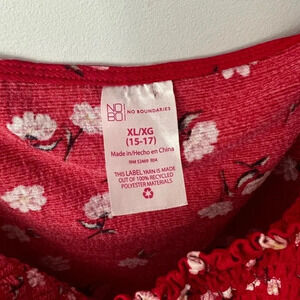 NO
BO
NO BOUNDARIES
XL/XG
(15-17)
Made in/Hecho en China
THIS LABEL YARN IS MADE
OUT OF 100% RECYCLED
POLYESTER MATERIALS